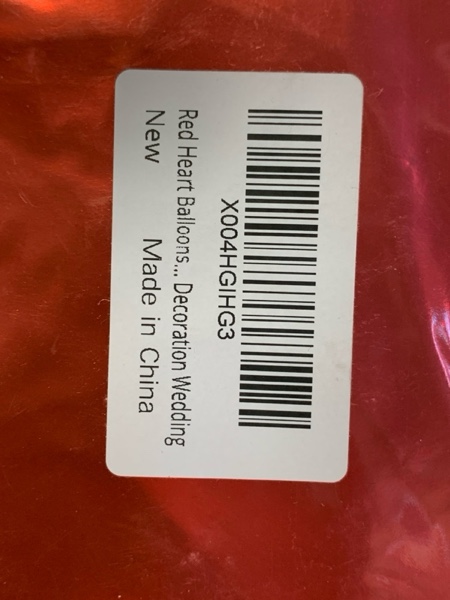 X004HGIHG3
Red Heart Balloons... Decoration Wedding
New Made in China